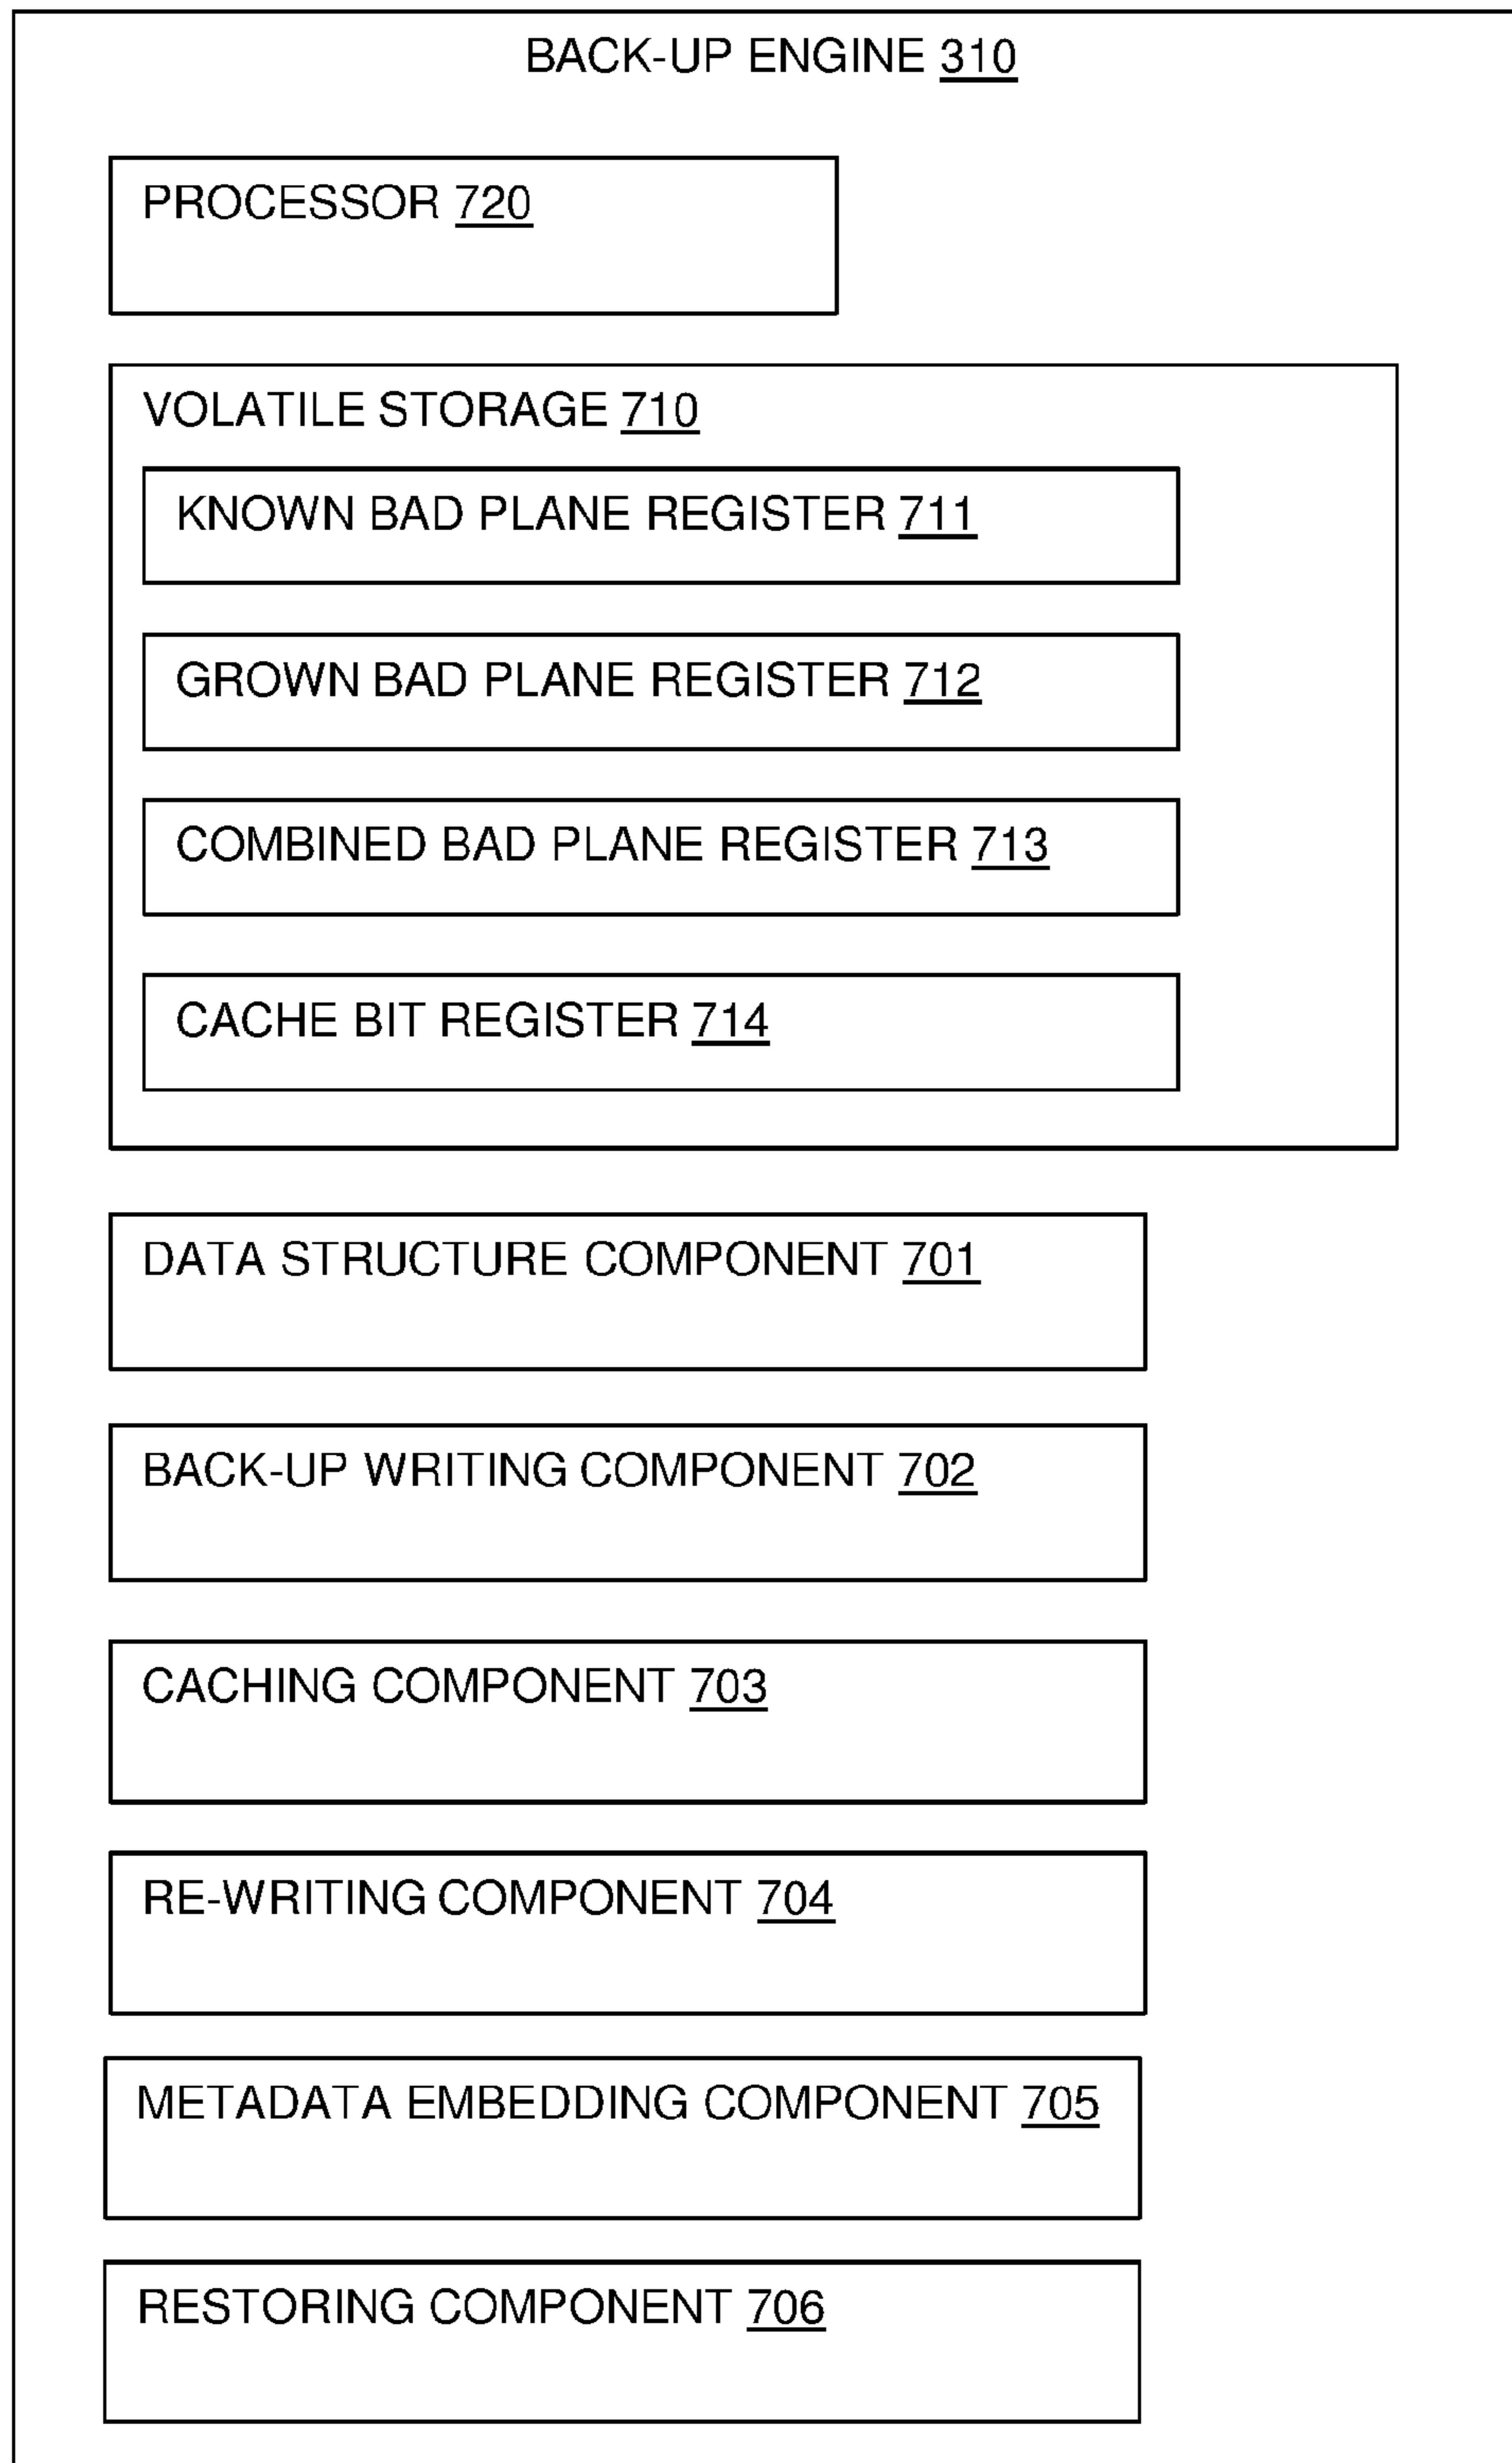 BACK-UP ENGINE 310
PROCESSOR 720
VOLATILE STORAGE 710
KNOWN BAD PLANE REGISTER 711
GROWN BAD PLANE REGISTER 712
COMBINED BAD PLANE REGISTER 713
CACHE BIT REGISTER 714
DATA STRUCTURE COMPONENT 701
BACK-UP WRITING COMPONENT 702
CACHING COMPONENT 703
RE-WRITING COMPONENT 704
METADATA EMBEDDING COMPONENT 705
RESTORING COMPONENT 706